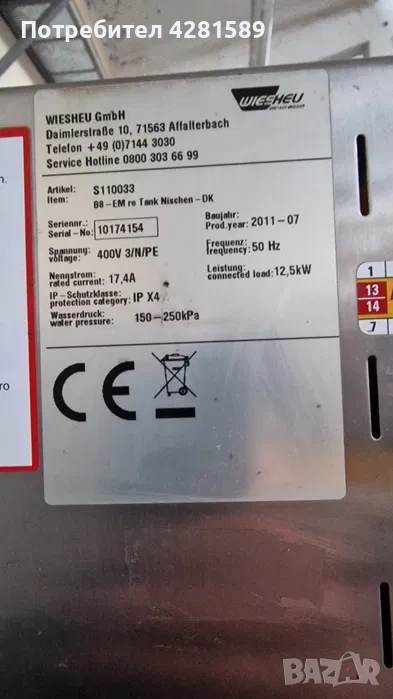 Потребител 4281589
WIESHEU GmbH
Daimlerstraße 10, 71563 Affalterbach
Telefon +49 (0)7144 3030
Service Hotline 0800 303 66 99
WIESHEU
Artikel: S110033
Item: B8-EM re Tank Nischen-DK
Seriennr.:
Serial-No: 10174154
Baujahr:
Prod.year: 2011-07
Spannung:
voltage: 400V 3/N/PE
Frequenz:
frequency: 50 Hz
Nennstrom:
rated current: 17,4A
Leistung:
connected load: 12,5kW
IP-Schutzklasse:
protection category: IP X4
Wasserdruck:
water pressure: 150-250kPa
CE
1
13
14
7
ro
BAZAR